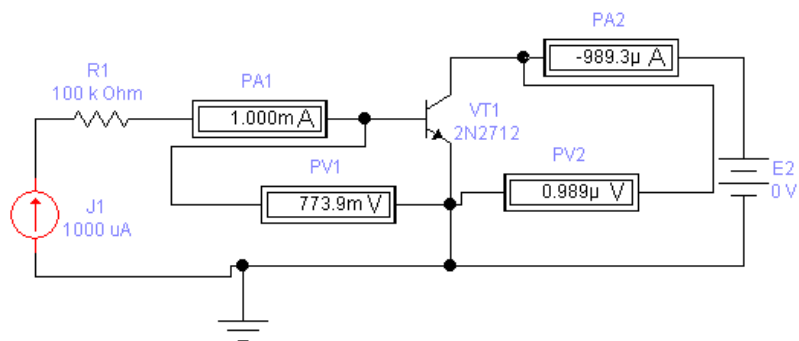 PA2
-989.3µ A
R1
100 k Ohm
PA1
1.000m A
VT1
2N2712
PV1
773.9m V
PV2
0.989µ V
E2
0 V
J1
1000 uA